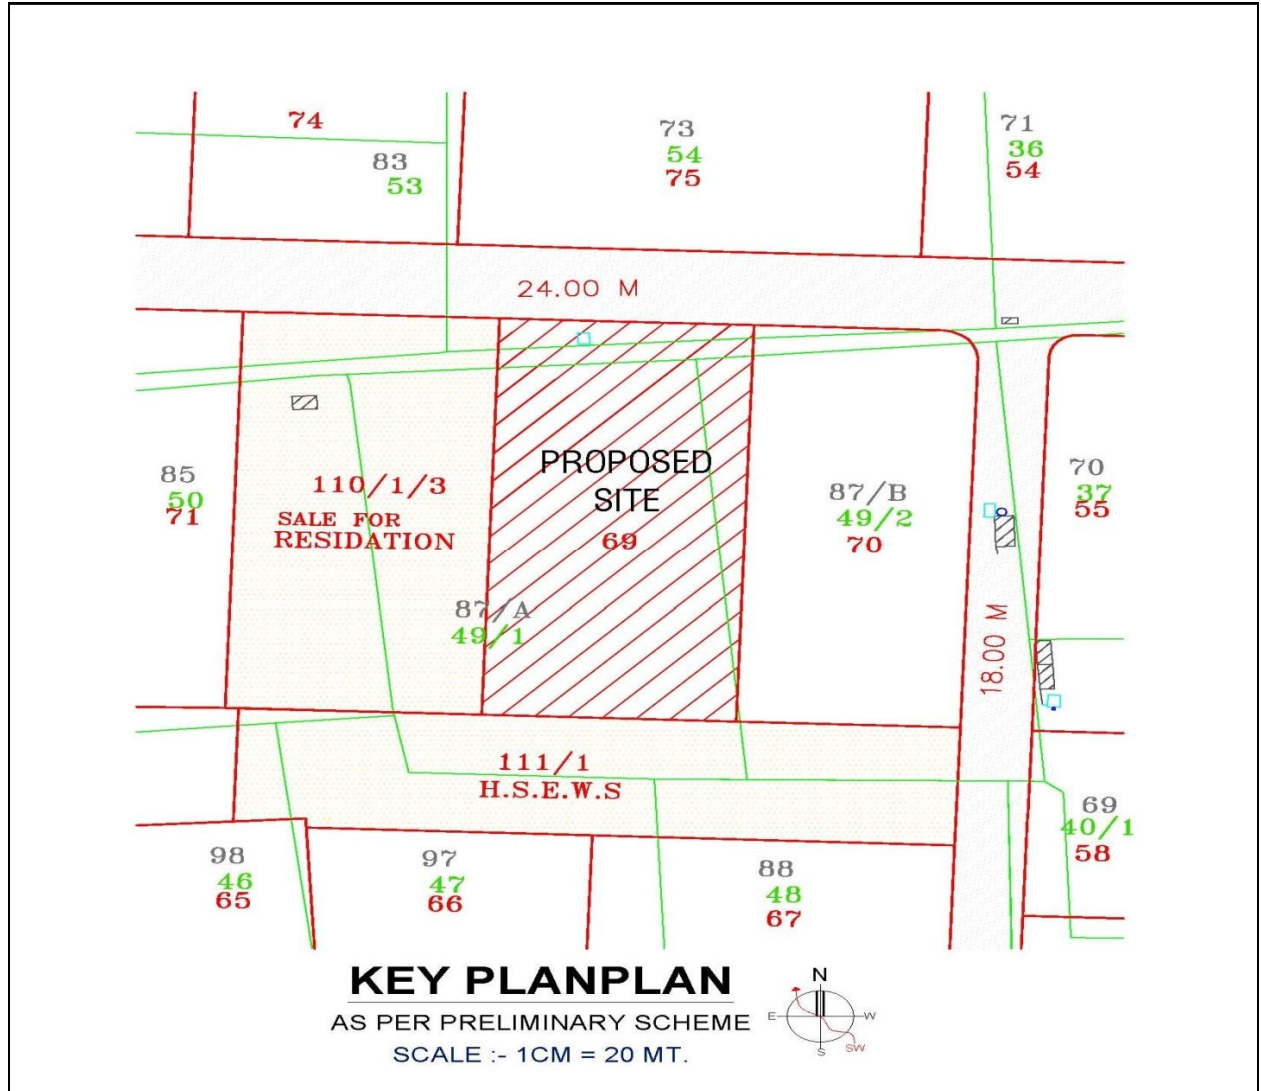 74
83
53
73
54
75
71
36
54
24.00 M
85
50
71
110/1/3
SALE FOR
RESIDATION
PROPOSED
SITE
69
87/A
49/1
87/B
49/2
70
70
37
55
18.00 M
111/1
H.S.E.W.S
69
40/1
58
98
46
65
97
47
66
88
48
67
KEY PLANPLAN
AS PER PRELIMINARY SCHEME
SCALE :- 1CM = 20 MT.
N
E
W
S
SW